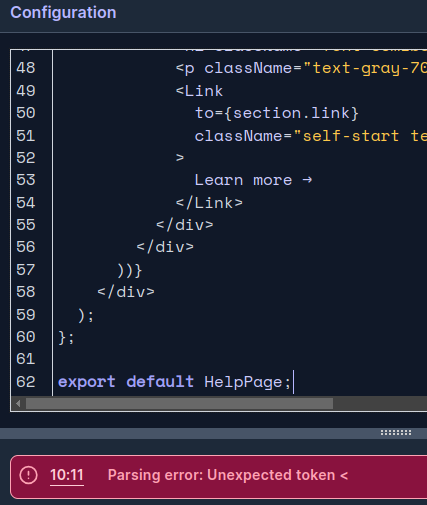 Configuration
48 <p className="text-gray-70
49 <Link
50 to={section.link}
51 className="self-start te
52 >
53 Learn more →
54 </Link>
55 </div>
56 </div>
57 ))}
58 </div>
59 );
60 };
61
62 export default HelpPage;
10:11 Parsing error: Unexpected token <